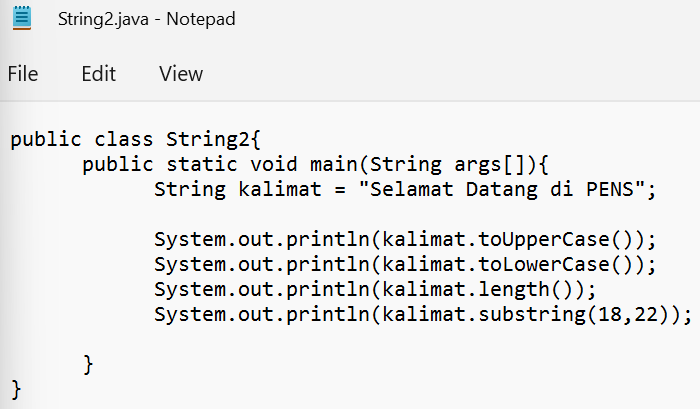 String2.java - Notepad
File Edit View
public class String2{
public static void main(String args[]){
String kalimat = "Selamat Datang di PENS";
System.out.println(kalimat.toUpperCase());
System.out.println(kalimat.toLowerCase());
System.out.println(kalimat.length());
System.out.println(kalimat.substring(18,22));
}
}